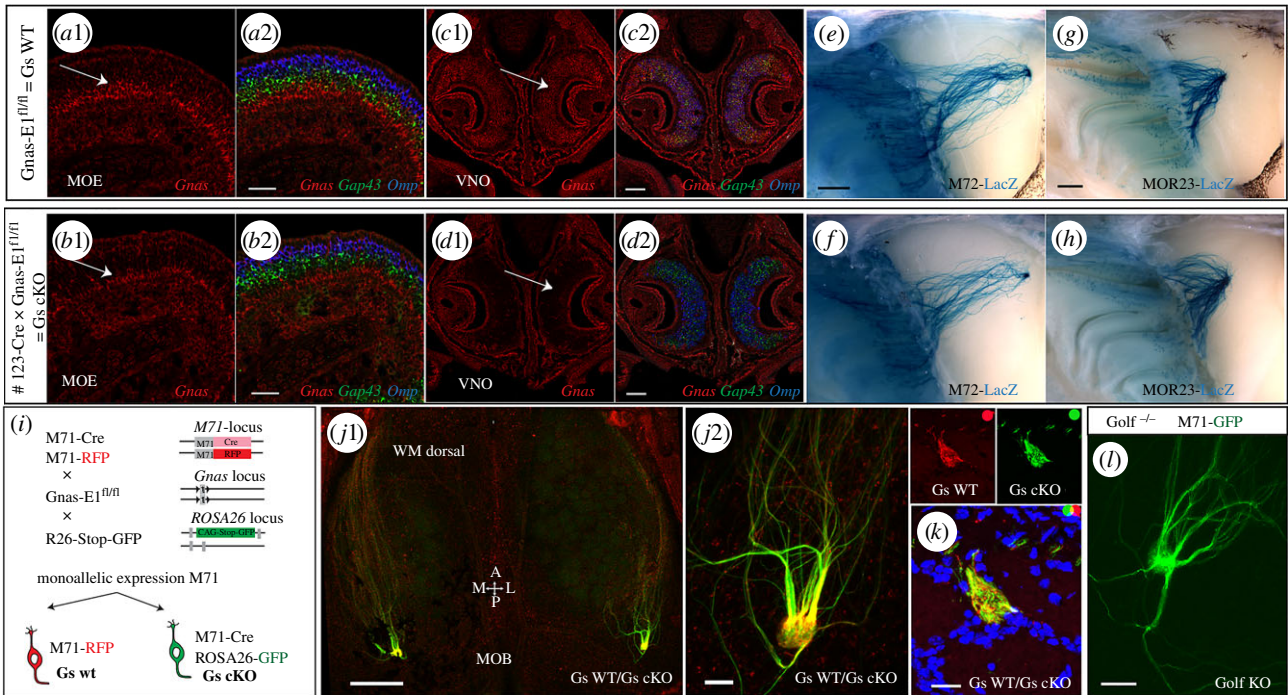 Gnas-E1fl/fl = Gs WT
(a1)
MOE
Gnas
(a2)
Gnas Gap43 Omp
(c1)
VNO
Gnas
(c2)
Gnas Gap43 Omp
(e)
M72-LacZ
(g)
MOR23-LacZ
# 123-Cre × Gnas-E1fl/fl
= Gs cKO
(b1)
MOE
Gnas
(b2)
Gnas Gap43 Omp
(d1)
VNO
Gnas
(d2)
Gnas Gap43 Omp
(f)
M72-LacZ
(h)
MOR23-LacZ
(i)
M71-Cre
M71-RFP
×
Gnas-E1fl/fl
×
R26-Stop-GFP
M71-locus
M71 Cre
M71 RFP
Gnas locus
ROSA26 locus
CAG-Stop-GFP
monoallelic expression M71
M71-RFP
Gs wt
M71-Cre
ROSA26-GFP
Gs cKO
(j1)
WM dorsal
A
M L
P
MOB
Gs WT/Gs cKO
(j2)
Gs WT/Gs cKO
Gs WT
Gs cKO
(k)
Gs WT/Gs cKO
Golf –/– M71-GFP
(l)
Golf KO